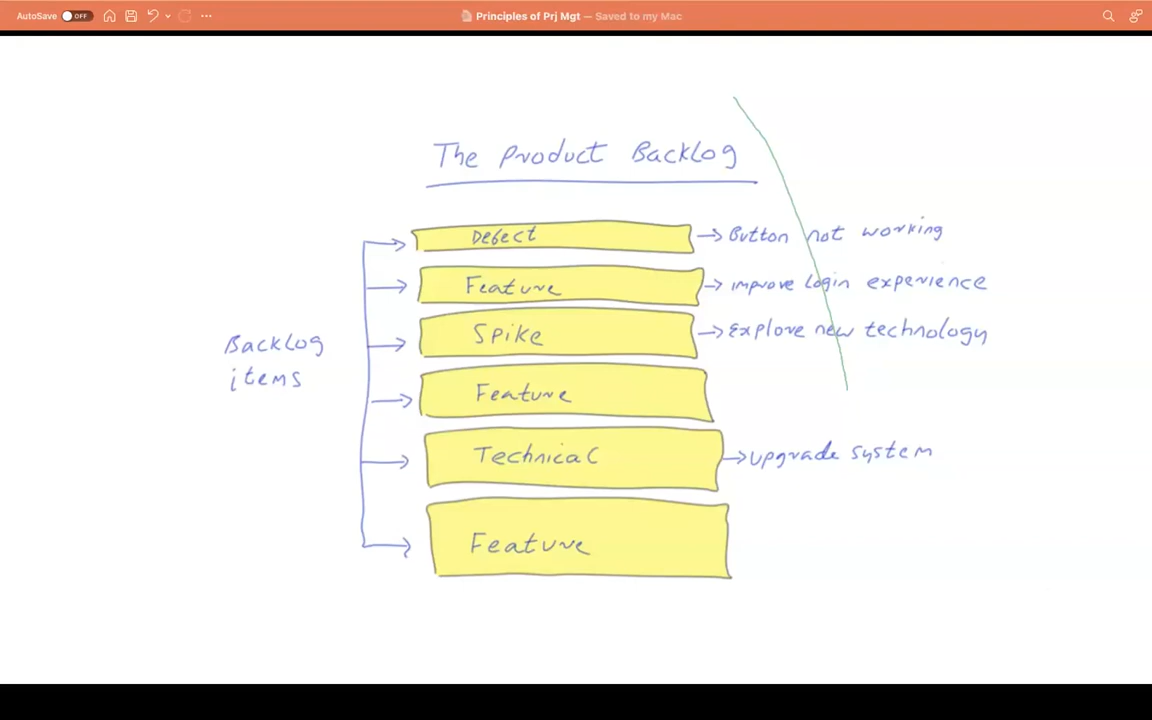 AutoSave OFF
Principles of Prj Mgt — Saved to my Mac
The Product Backlog
Defect → Button not working
Feature → improve login experience
Spike → Explore new technology
Backlog
items
Feature
Technical → upgrade system
Feature